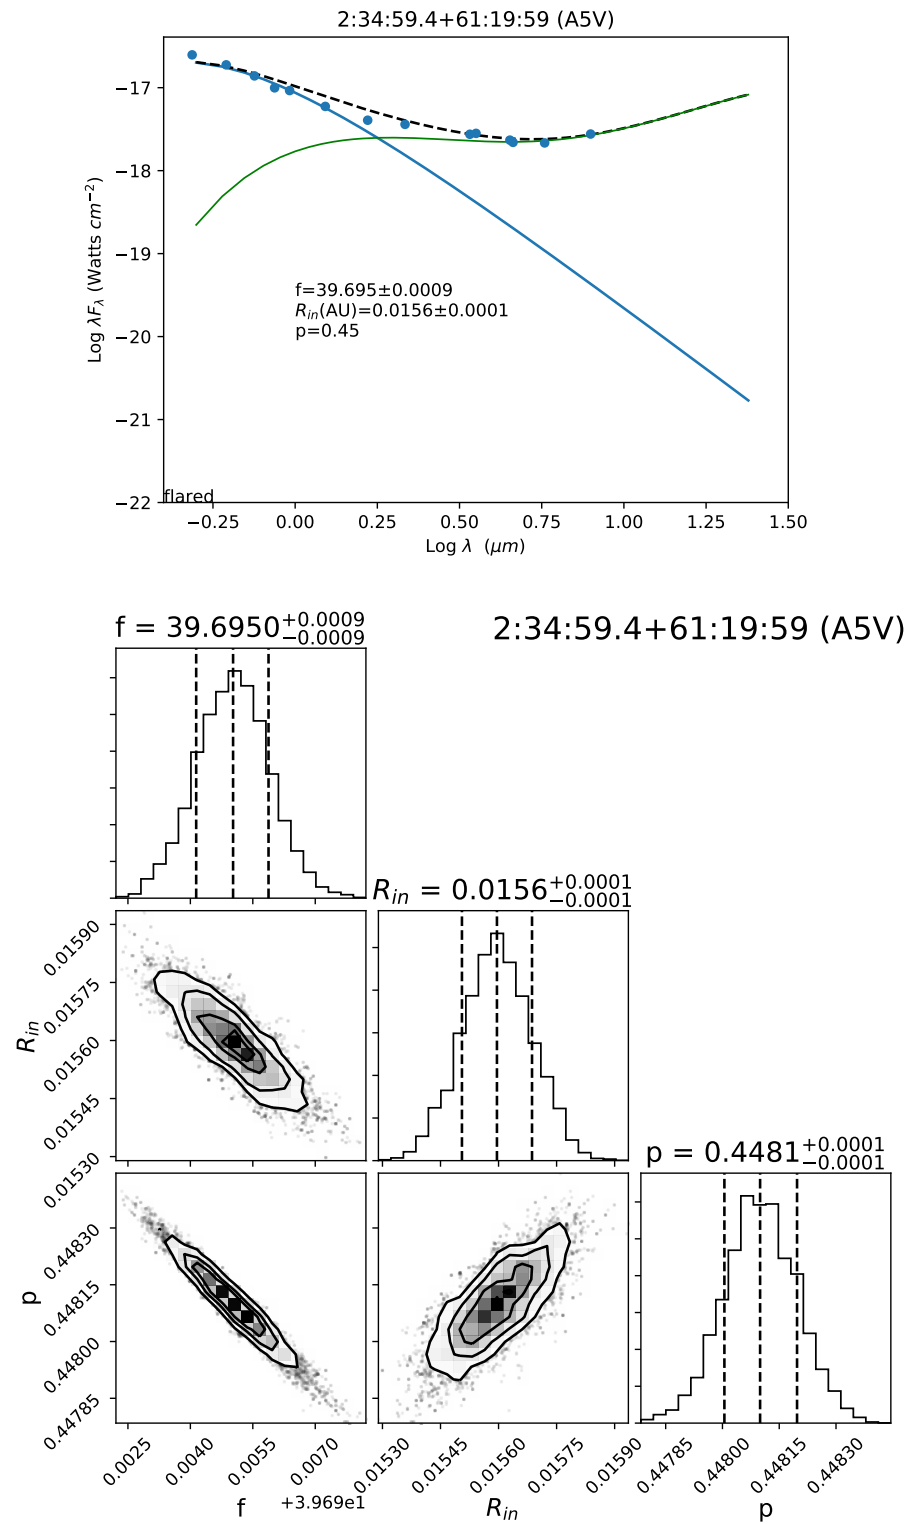 2:34:59.4+61:19:59 (A5V)
Log λF_λ (Watts cm^−2)
−17
−18
−19
−20
−21
−22
f=39.695±0.0009
R_in(AU)=0.0156±0.0001
p=0.45
flared
−0.25 0.00 0.25 0.50 0.75 1.00 1.25 1.50
Log λ (μm)
2:34:59.4+61:19:59 (A5V)
f = 39.6950 +0.0009 −0.0009
R_in = 0.0156 +0.0001 −0.0001
R_in
0.01590
0.01575
0.01560
0.01545
0.01530
p = 0.4481 +0.0001 −0.0001
p
0.44830
0.44815
0.44800
0.44785
0.0025 0.0040 0.0055 0.0070
f
+3.969e1
0.01530 0.01545 0.01560 0.01575 0.01590
R_in
0.44785 0.44800 0.44815 0.44830
p